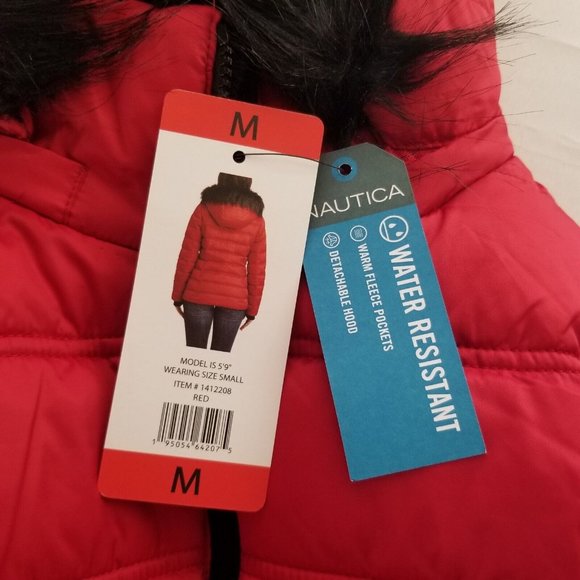 M
MODEL IS 5'9"
WEARING SIZE SMALL
ITEM # 1412208
RED
1 95054 64207 5
M
NAUTICA
WATER RESISTANT
WARM FLEECE POCKETS
DETACHABLE HOOD